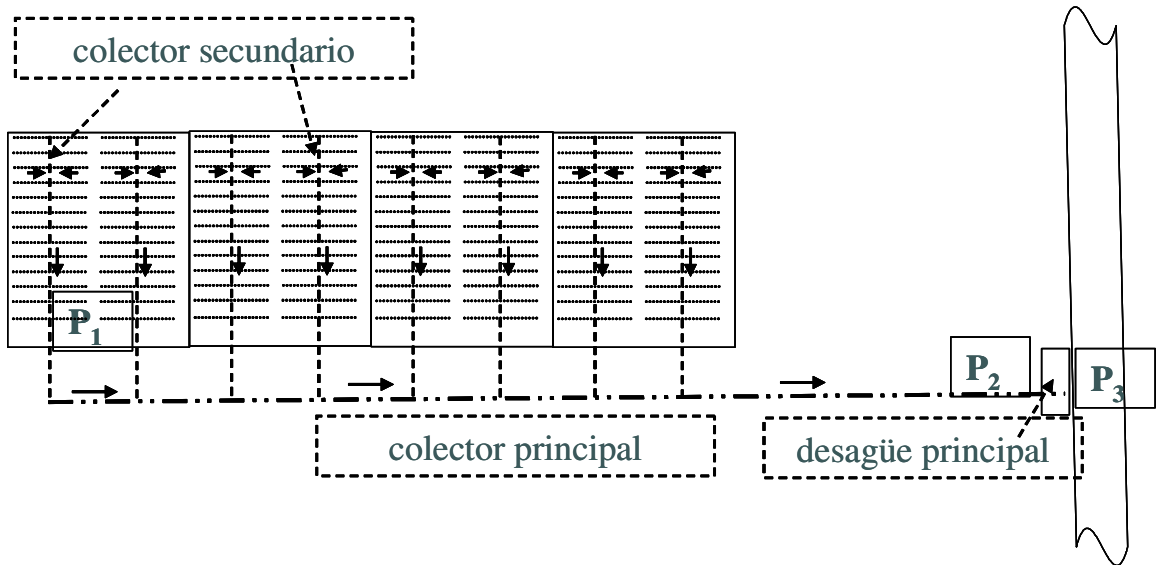 colector secundario
P₁
P₂
P₃
colector principal
desagüe principal